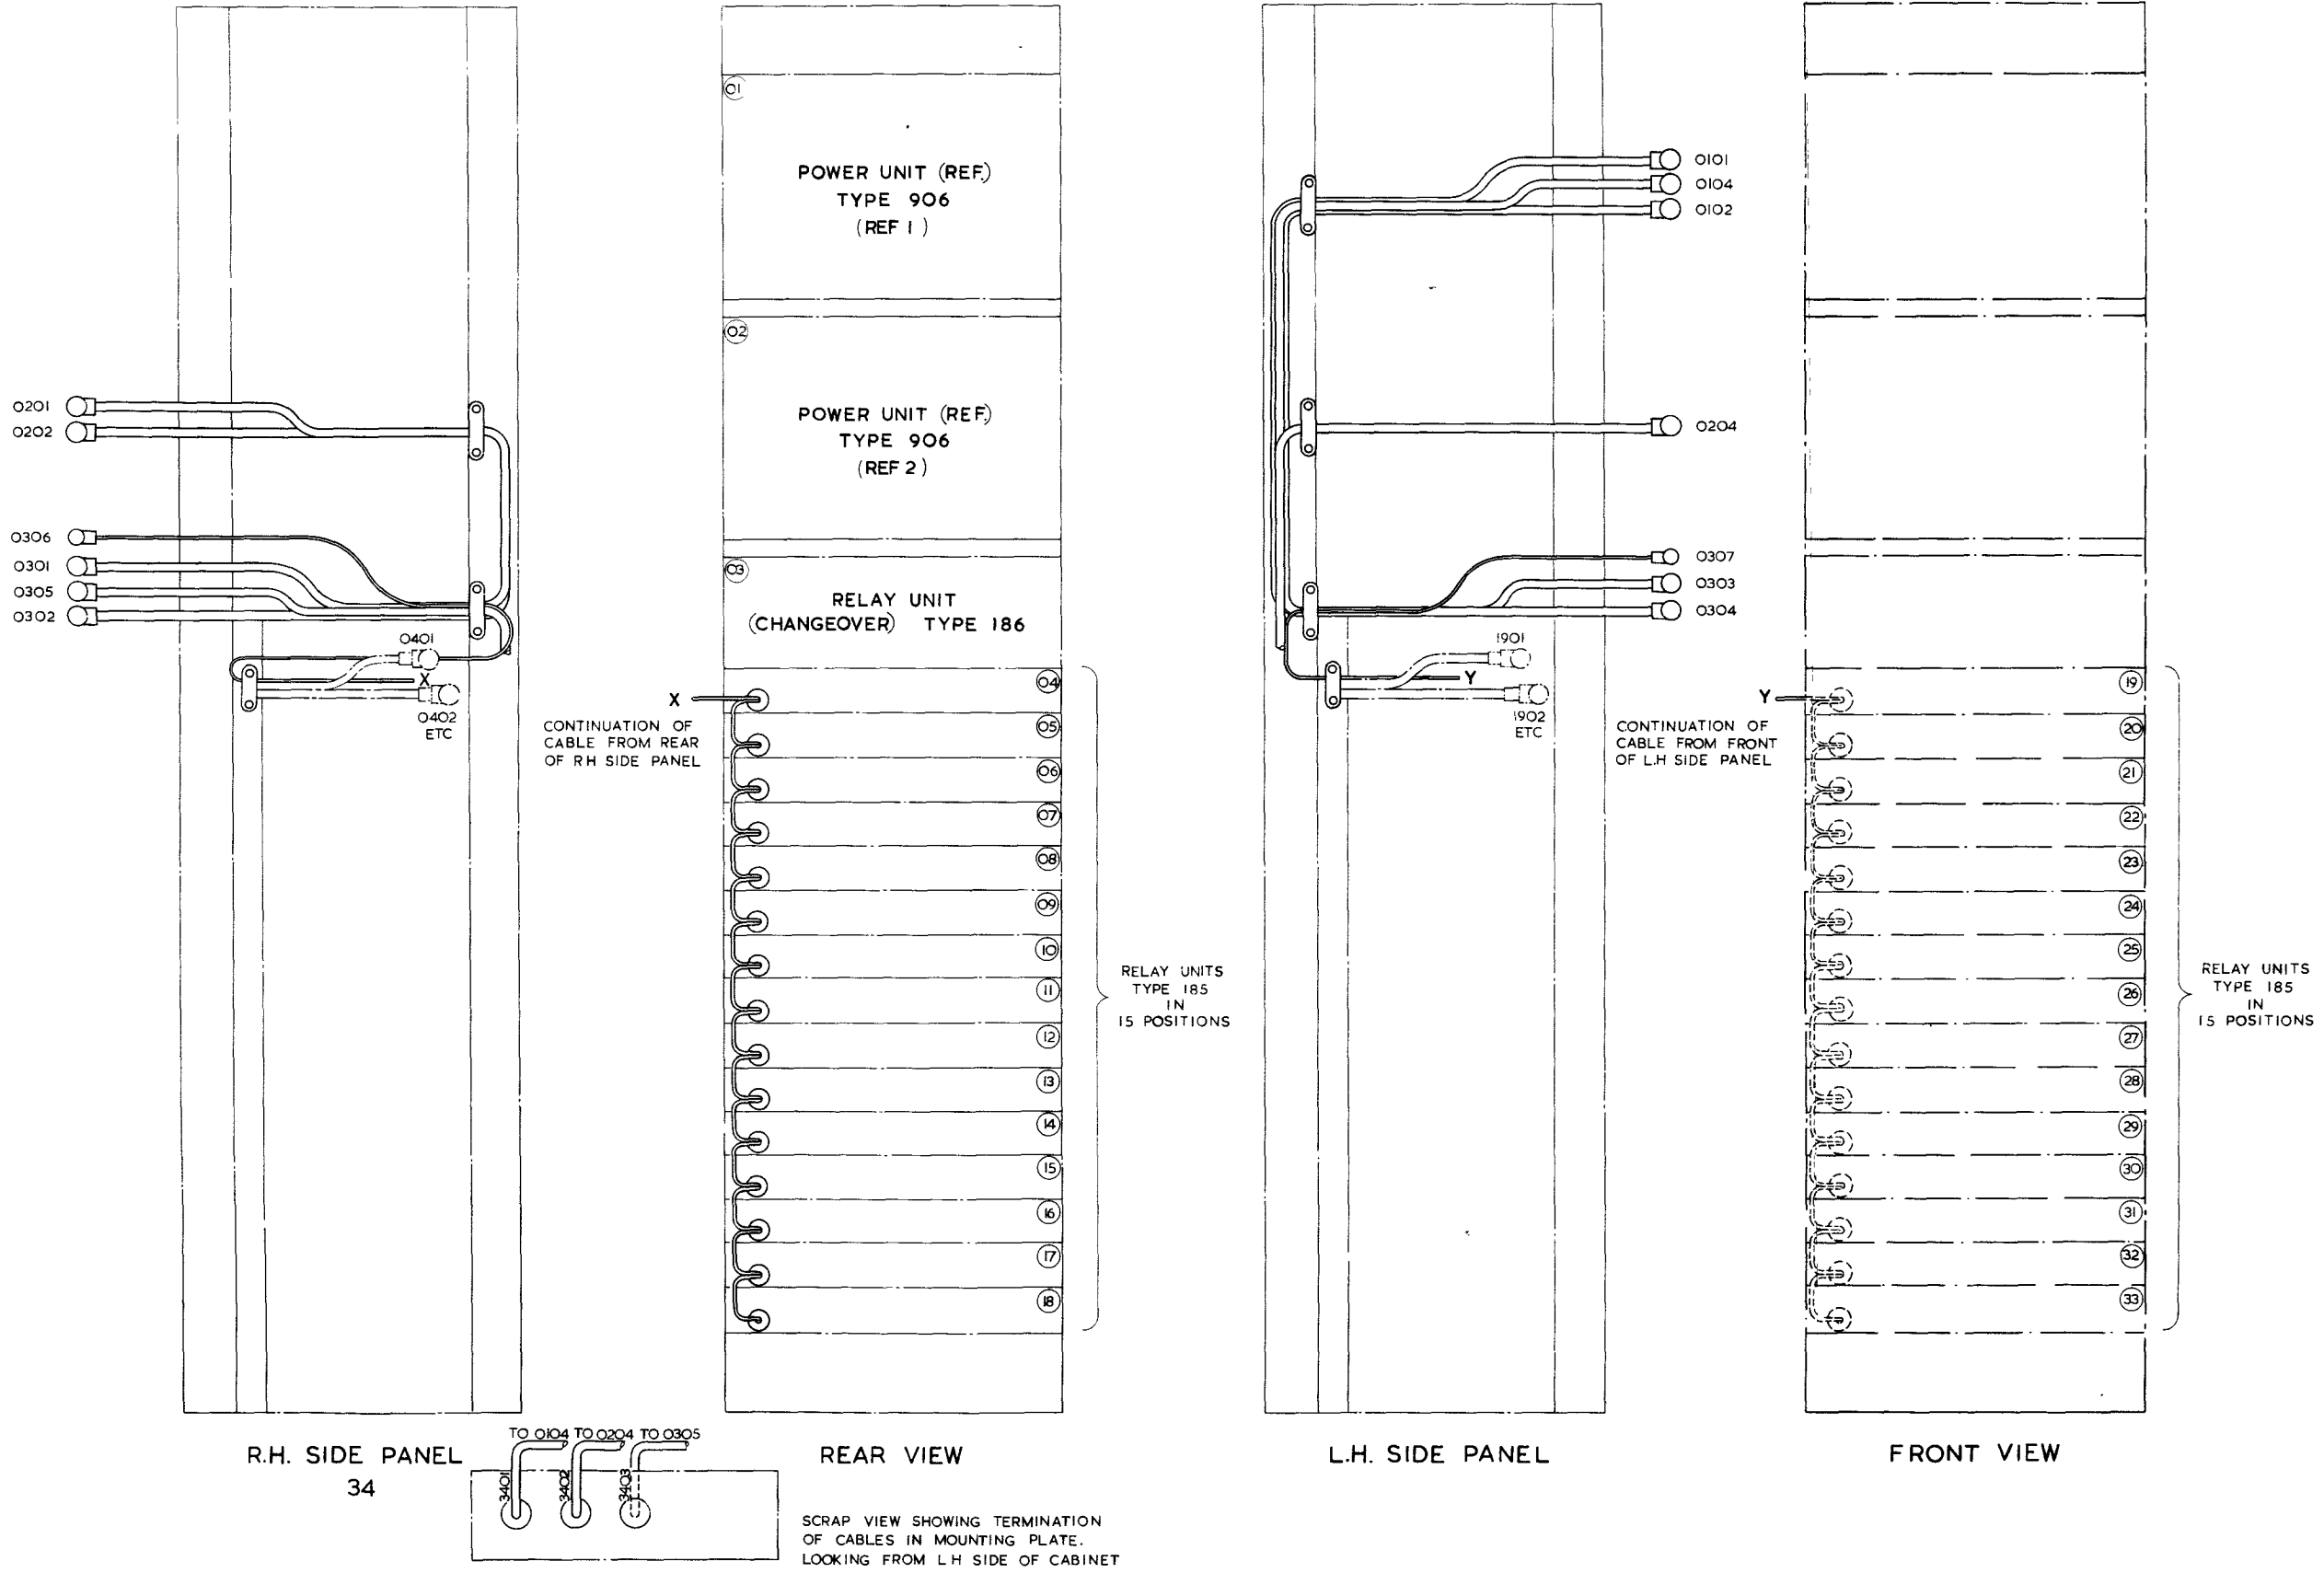 0201
0202
0306
0301
0305
0302
0401
X
0402
ETC
R.H. SIDE PANEL
34
01
POWER UNIT (REF.)
TYPE 906
(REF 1)
02
POWER UNIT (REF.)
TYPE 906
(REF 2)
03
RELAY UNIT
(CHANGEOVER) TYPE 186
X
CONTINUATION OF
CABLE FROM REAR
OF RH SIDE PANEL
04
05
06
07
08
09
10
11
12
13
14
15
16
17
18
RELAY UNITS
TYPE 185
IN
15 POSITIONS
REAR VIEW
0101
0104
0102
0204
0307
0303
0304
1901
Y
1902
ETC
L.H. SIDE PANEL
Y
CONTINUATION OF
CABLE FROM FRONT
OF L.H SIDE PANEL
19
20
21
22
23
24
25
26
27
28
29
30
31
32
33
RELAY UNITS
TYPE 185
IN
15 POSITIONS
FRONT VIEW
TO 0104 TO 0204 TO 0305
3401
3402
3403
SCRAP VIEW SHOWING TERMINATION
OF CABLES IN MOUNTING PLATE.
LOOKING FROM L H SIDE OF CABINET